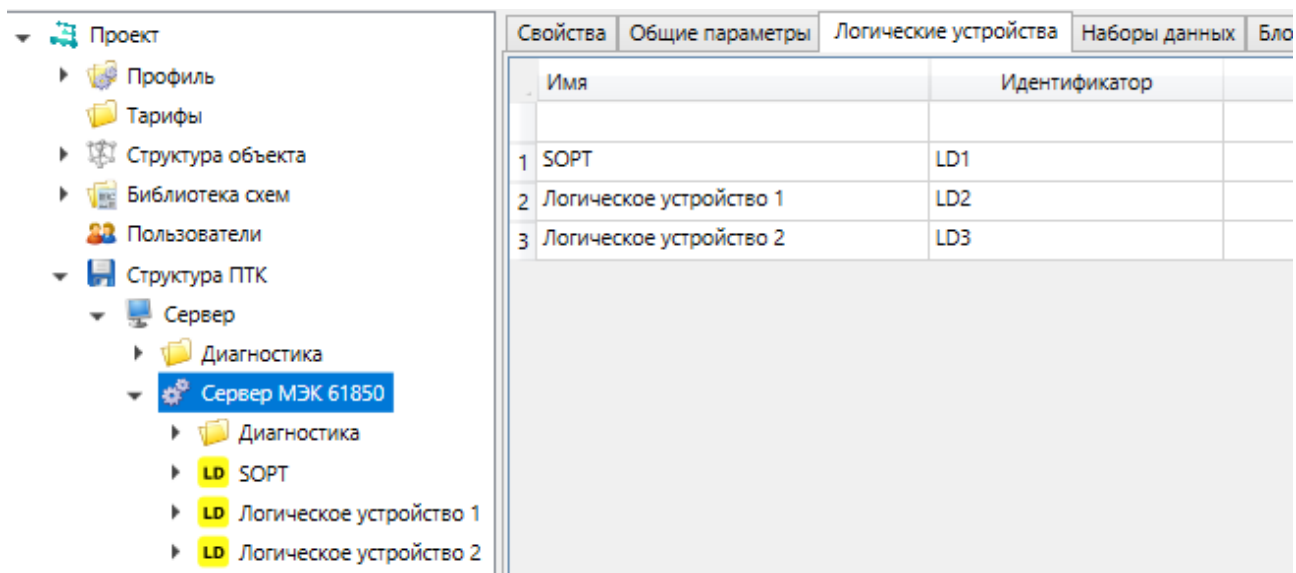 Проект
Профиль
Тарифы
Структура объекта
Библиотека схем
Пользователи
Структура ПТК
Сервер
Диагностика
Сервер МЭК 61850
Диагностика
LD SOPT
LD Логическое устройство 1
LD Логическое устройство 2
Свойства Общие параметры Логические устройства Наборы данных Бло
Имя Идентификатор
1 SOPT LD1
2 Логическое устройство 1 LD2
3 Логическое устройство 2 LD3